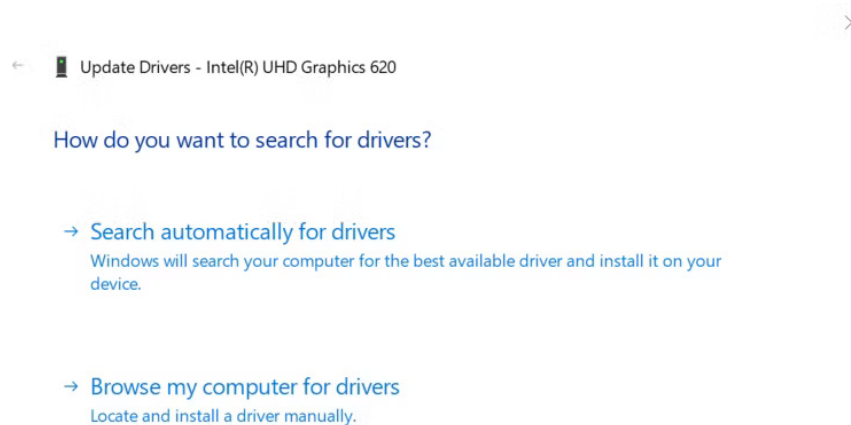 Update Drivers - Intel(R) UHD Graphics 620
How do you want to search for drivers?
→ Search automatically for drivers
Windows will search your computer for the best available driver and install it on your
device.
→ Browse my computer for drivers
Locate and install a driver manually.